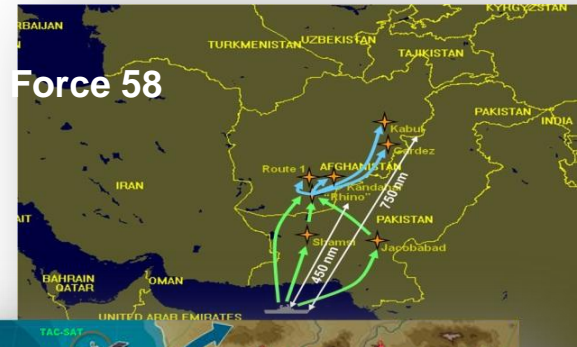 KYRGYZSTAN
RBAIJAN
TURKMENISTAN
UZBEKISTAN
TAJIKISTAN
Force 58
PAKISTAN
INDIA
Kabul
Gardez
Route 1
AFGHANISTAN
Kandahar
"Rhino"
IRAN
750 nm
450 nm
PAKISTAN
Shamsi
Jacobabad
BAHRAIN
QATAR
OMAN
UNITED ARAB EMIRATES
TAC-SAT